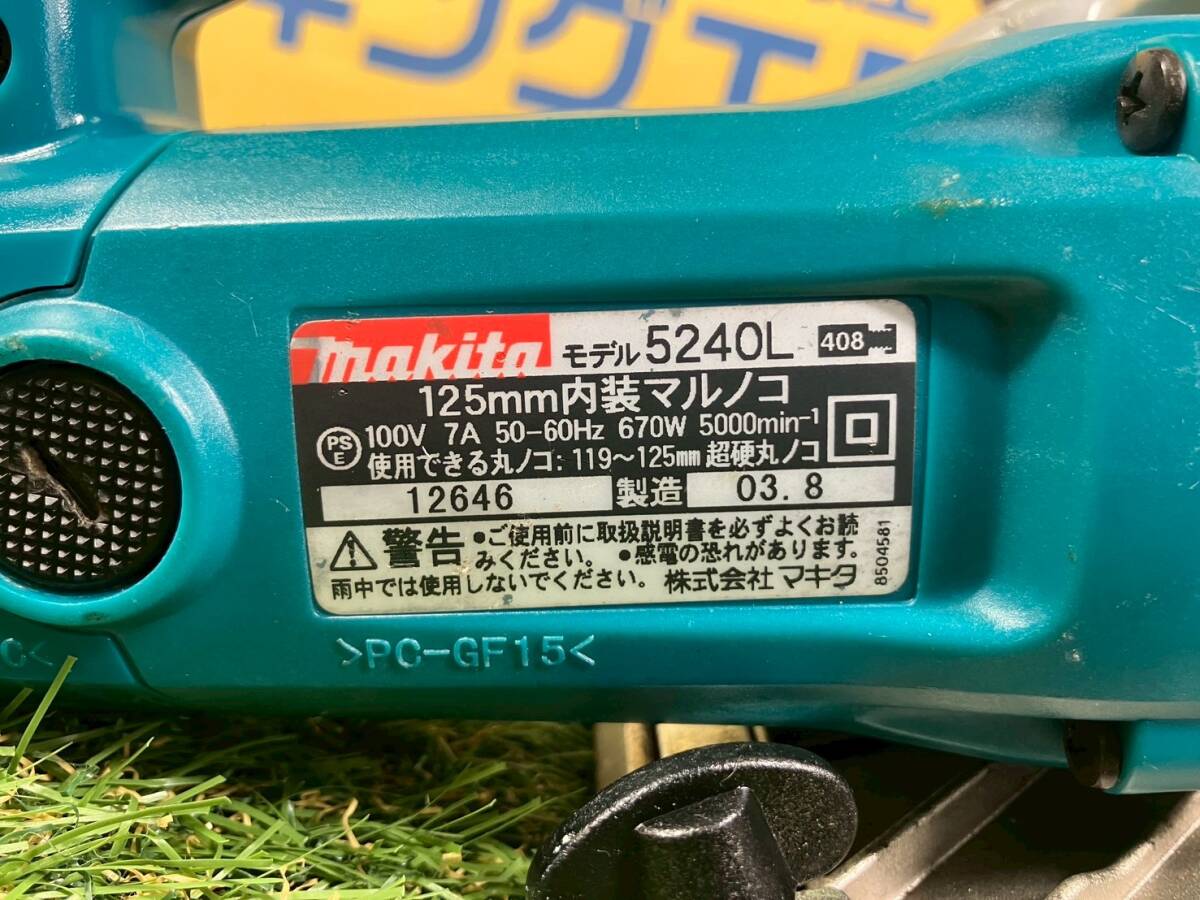 makita モデル 5240L 408
125mm内装マルノコ
PS E 100V 7A 50-60Hz 670W 5000min-1
使用できる丸ノコ: 119～125mm 超硬丸ノコ
12646 製造 03.8
警告 •ご使用前に取扱説明書を必ずよくお読
みください。 •感電の恐れがあります。
雨中では使用しないでください。 株式会社 マキタ
8504581
>PC-GF15<
C<